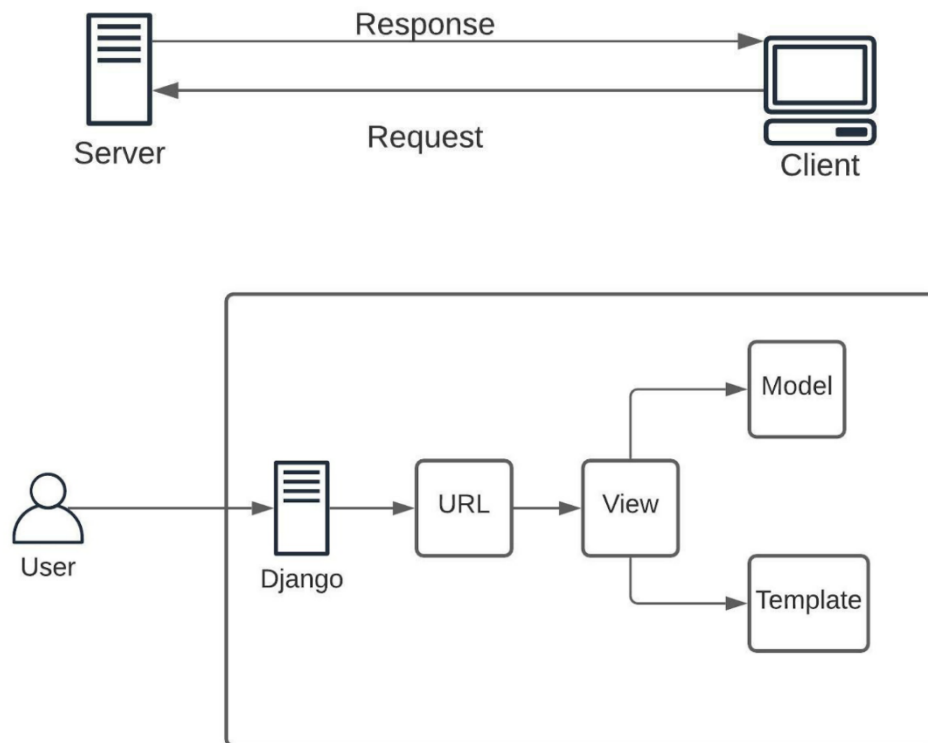 Response
Request
Server
Client
Model
URL
View
User
Django
Template